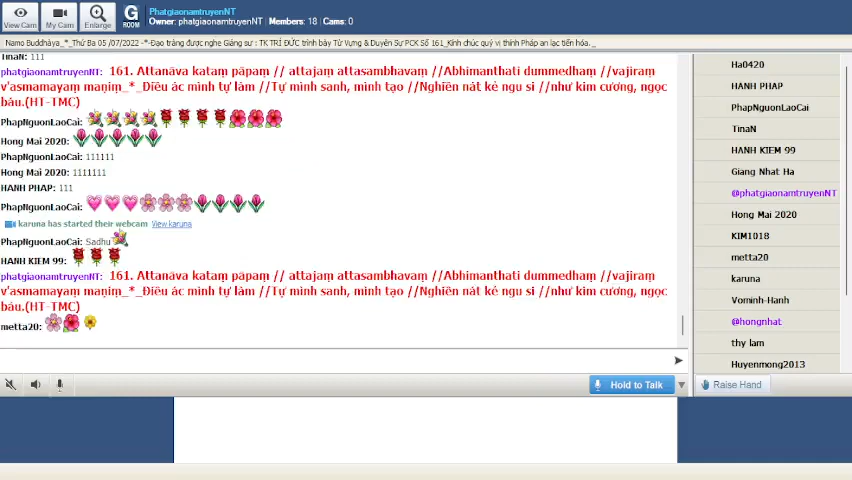 PhatgiaonamtruyenNT
Owner: phatgiaonamtruyenNT | Members: 18 | Cams: 0
View Cam
My Cam
Enlarge
G
ROOM
Namo Buddhàya_*_Thứ Ba 05 /07/2022 -*-Đạo tràng được nghe Giảng sư : TK TRÍ ĐỨC trình bày Từ Vựng & Duyên Sự PCK Số 161_Kính chúc quý vị thính Pháp an lạc tiến hóa._
TinaN: 111
phatgiaonamtruyenNT: 161. Attanāva kataṃ pāpaṃ // attajaṃ attasambhavaṃ //Abhimanthati dummedhaṃ //vajiraṃ
v'asmamayaṃ maṇiṃ_*_Điều ác mình tự làm //Tự mình sanh, mình tạo //Nghiền nát kẻ ngu si //như kim cương, ngọc
báu.(HT-TMC)
PhapNguonLaoCai:
Hong Mai 2020:
PhapNguonLaoCai: 111111
Hong Mai 2020: 1111111
HẠNH PHAP: 111
PhapNguonLaoCai:
karuna has started their webcam View karuna
PhapNguonLaoCai: Sadhu
HANH KIEM 99:
phatgiaonamtruyenNT: 161. Attanāva kataṃ pāpaṃ // attajaṃ attasambhavaṃ //Abhimanthati dummedhaṃ //vajiraṃ
v'asmamayaṃ maṇiṃ_*_Điều ác mình tự làm //Tự mình sanh, mình tạo //Nghiền nát kẻ ngu si //như kim cương, ngọc
báu.(HT-TMC)
metta20:
Hold to Talk
Ha0420
HANH PHAP
PhapNguonLaoCai
TinaN
HANH KIEM 99
Giang Nhat Ha
@phatgiaonamtruyenNT
Hong Mai 2020
KIM1018
metta20
karuna
Vominh-Hanh
@hongnhat
thy lam
Huyenmong2013
Raise Hand